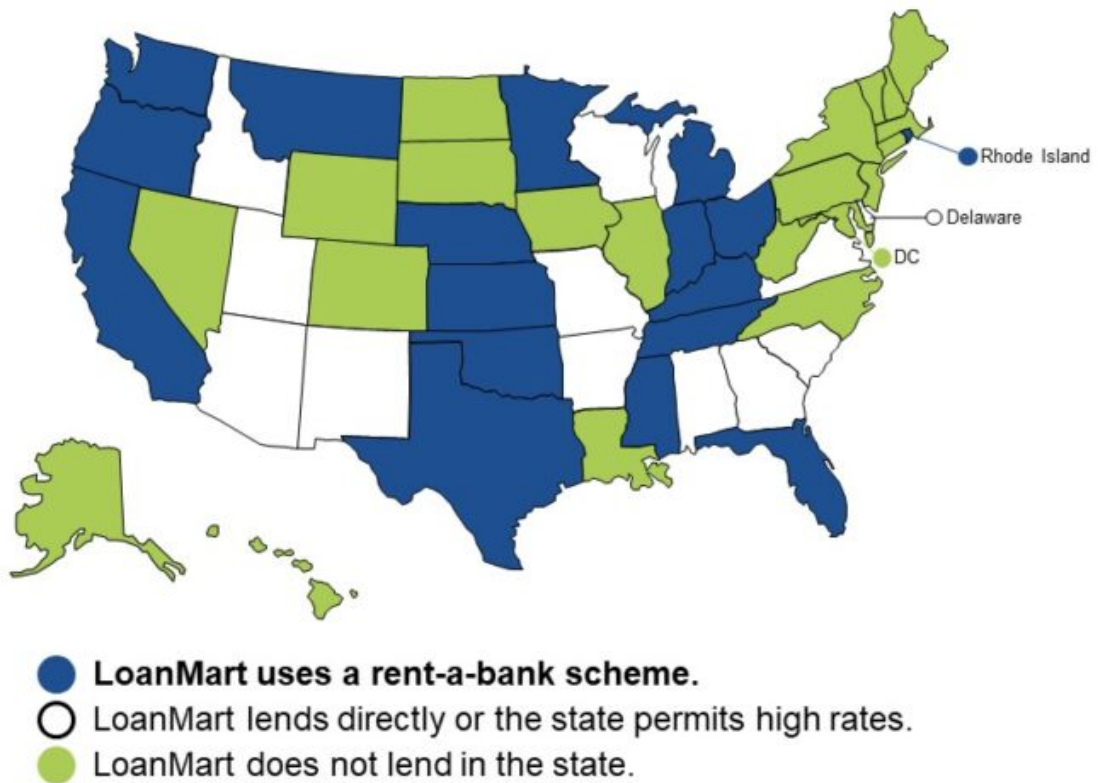 Rhode Island
Delaware
DC
LoanMart uses a rent-a-bank scheme.
LoanMart lends directly or the state permits high rates.
LoanMart does not lend in the state.